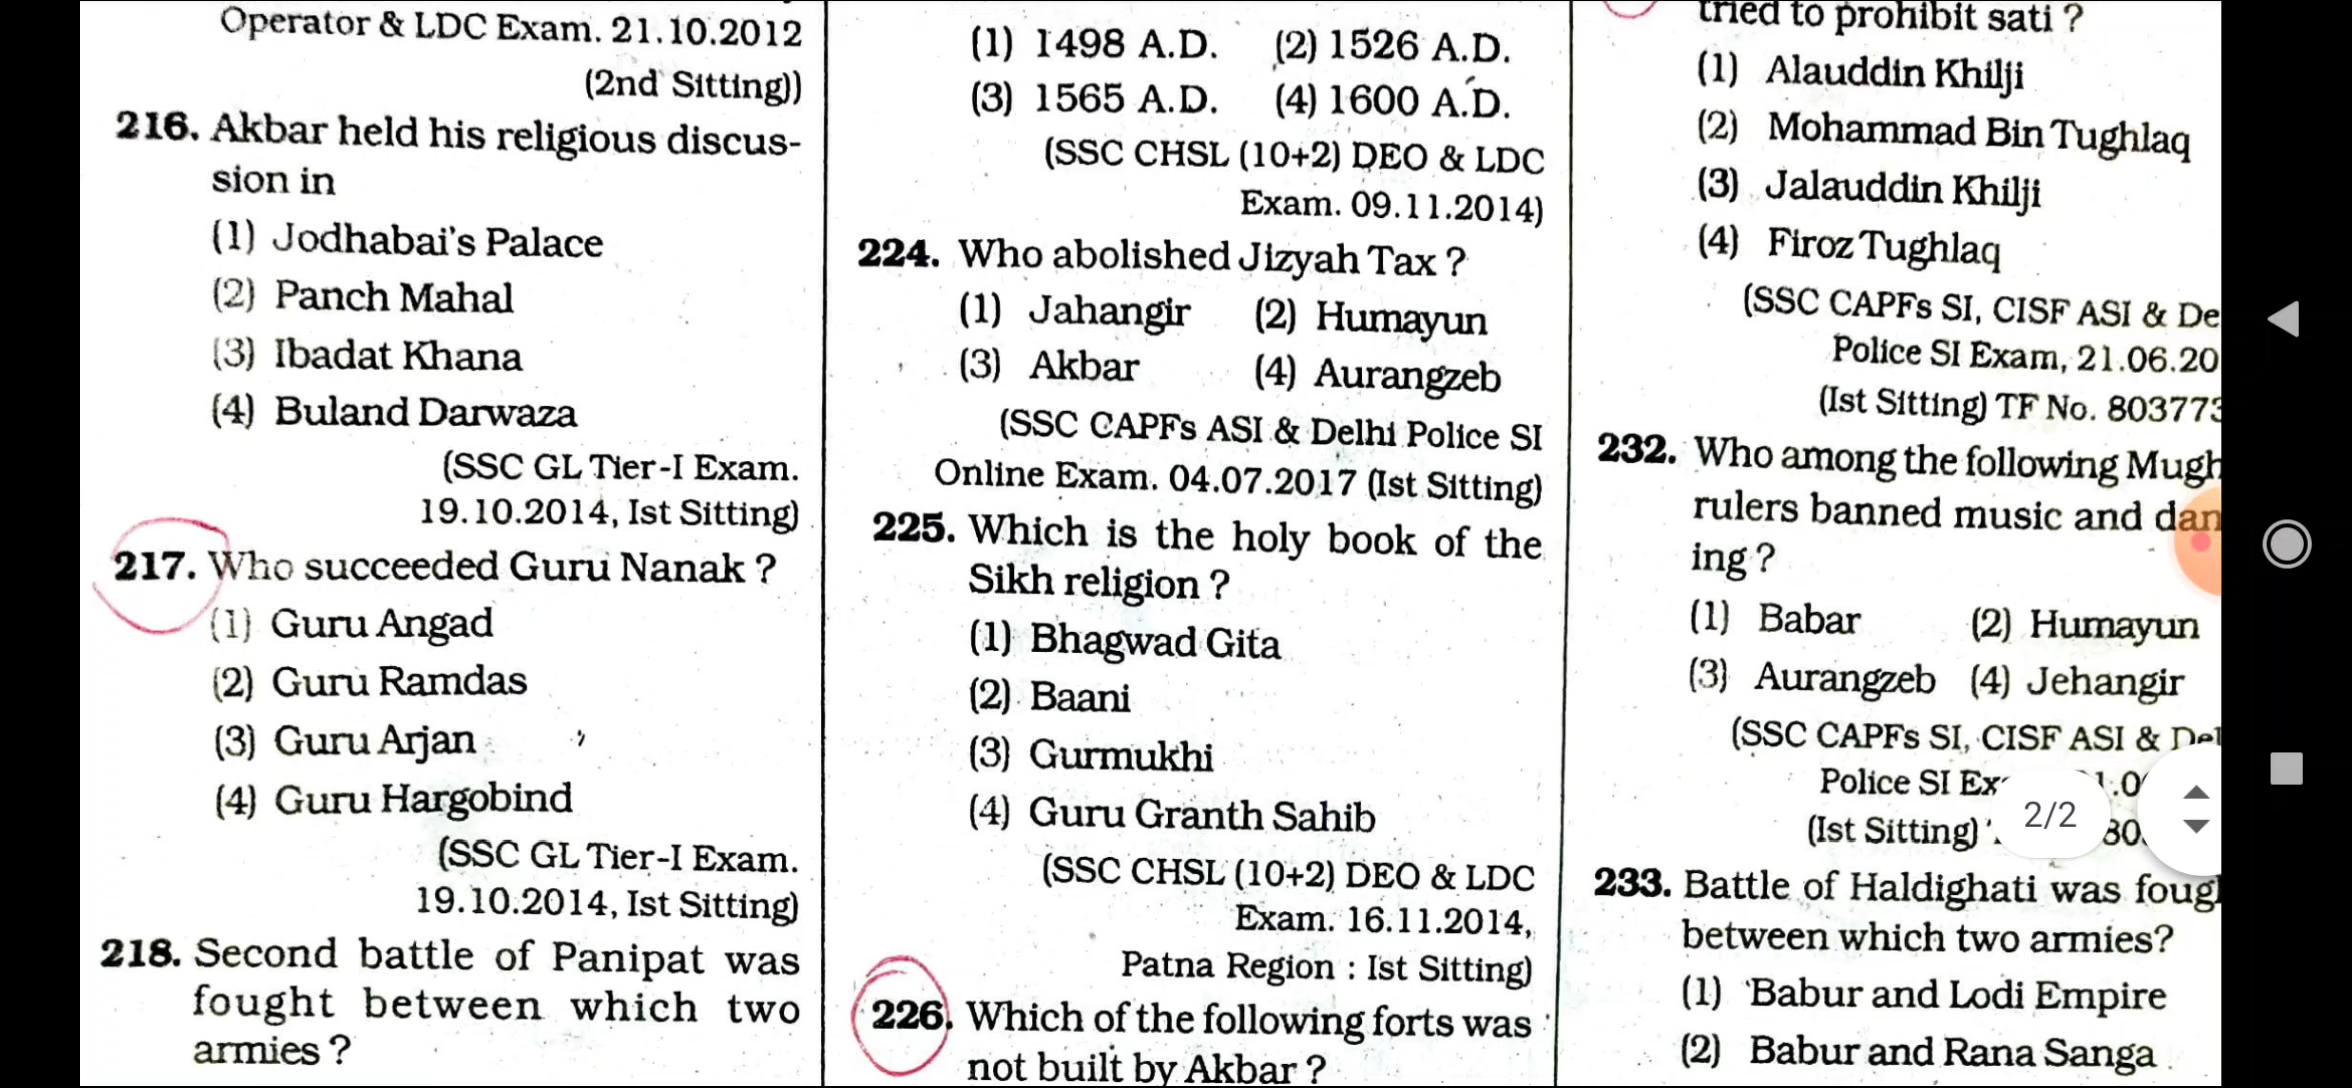 Operator & LDC Exam. 21.10.2012
(2nd Sitting))
216. Akbar held his religious discus-
sion in
(1) Jodhabai's Palace
(2) Panch Mahal
(3) Ibadat Khana
(4) Buland Darwaza
(SSC GL Tier-I Exam.
19.10.2014, Ist Sitting)
217. Who succeeded Guru Nanak ?
(1) Guru Angad
(2) Guru Ramdas
(3) Guru Arjan
(4) Guru Hargobind
(SSC GL Tier-I Exam.
19.10.2014, Ist Sitting)
218. Second battle of Panipat was
fought between which two
armies ?
(1) 1498 A.D. (2) 1526 A.D.
(3) 1565 A.D. (4) 1600 A.D.
(SSC CHSL (10+2) DEO & LDC
Exam. 09.11.2014)
224. Who abolished Jizyah Tax ?
(1) Jahangir (2) Humayun
(3) Akbar (4) Aurangzeb
(SSC CAPFs ASI & Delhi Police SI
Online Exam. 04.07.2017 (Ist Sitting)
225. Which is the holy book of the
Sikh religion ?
(1) Bhagwad Gita
(2) Baani
(3) Gurmukhi
(4) Guru Granth Sahib
(SSC CHSL (10+2) DEO & LDC
Exam. 16.11.2014,
Patna Region : Ist Sitting)
226. Which of the following forts was
not built by Akbar ?
tried to prohibit sati ?
(1) Alauddin Khilji
(2) Mohammad Bin Tughlaq
(3) Jalauddin Khilji
(4) Firoz Tughlaq
(SSC CAPFs SI, CISF ASI & De
Police SI Exam, 21.06.20
(Ist Sitting) TF No. 803773
232. Who among the following Mugh
rulers banned music and dan
ing ?
(1) Babar (2) Humayun
(3) Aurangzeb (4) Jehangir
(SSC CAPFs SI, CISF ASI & Del
Police SI Ex
(Ist Sitting)
2/2
233. Battle of Haldighati was foug
between which two armies?
(1) Babur and Lodi Empire
(2) Babur and Rana Sanga